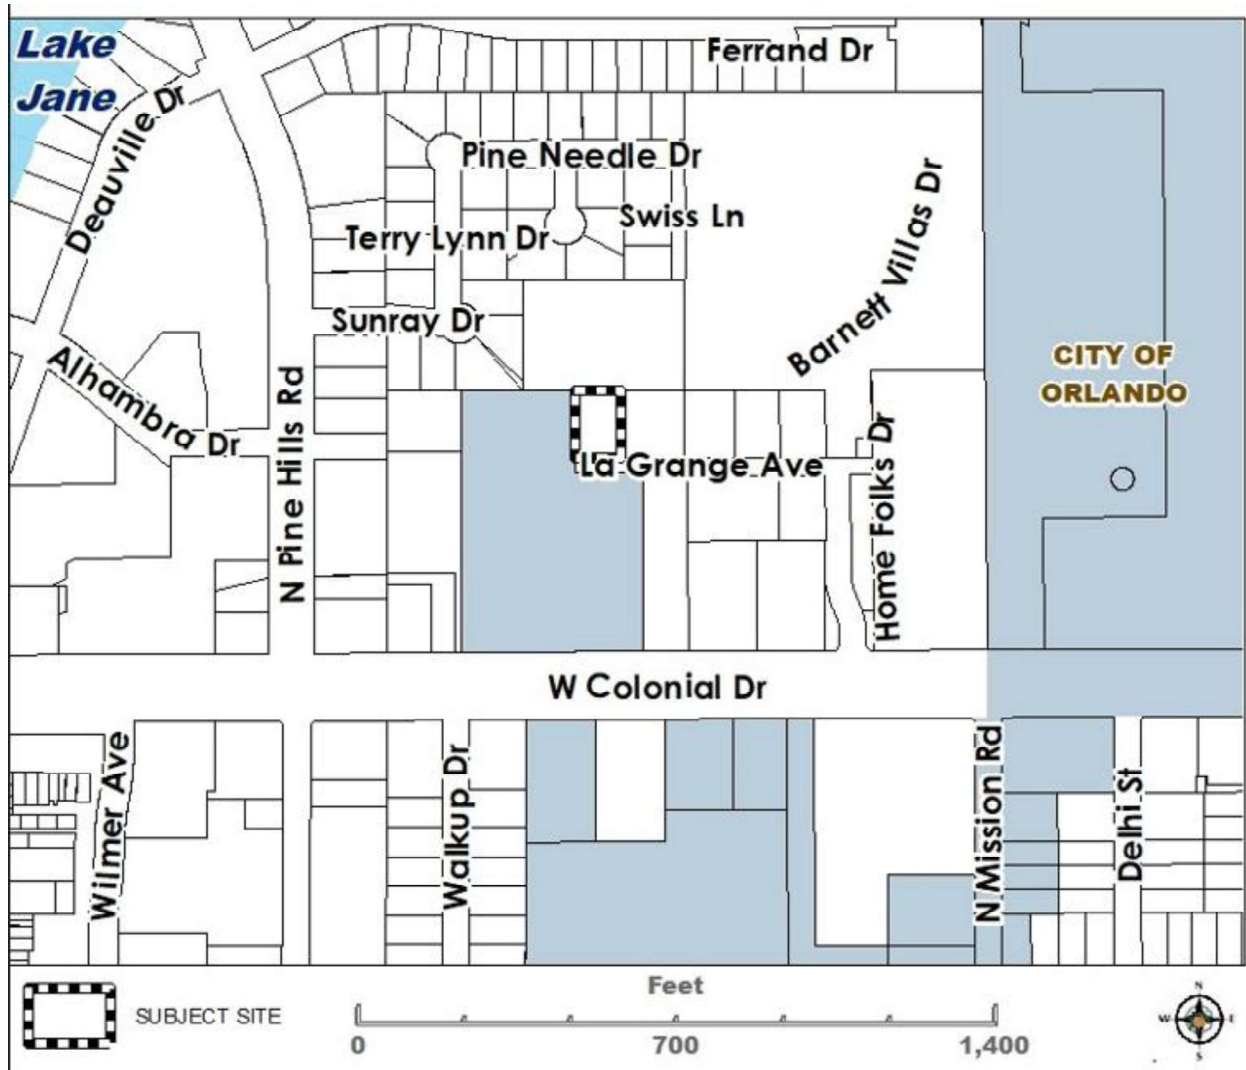 Lake
Jane
Ferrand Dr
Deauville Dr
Pine Needle Dr
Swiss Ln
Terry Lynn Dr
Barnett Villas Dr
Sunray Dr
Alhambra Dr
N Pine Hills Rd
CITY OF
ORLANDO
La Grange Ave
Home Folks Dr
W Colonial Dr
Wilmer Ave
Walkup Dr
N Mission Rd
Delhi St
SUBJECT SITE
Feet
0 700 1,400
N
W E
S